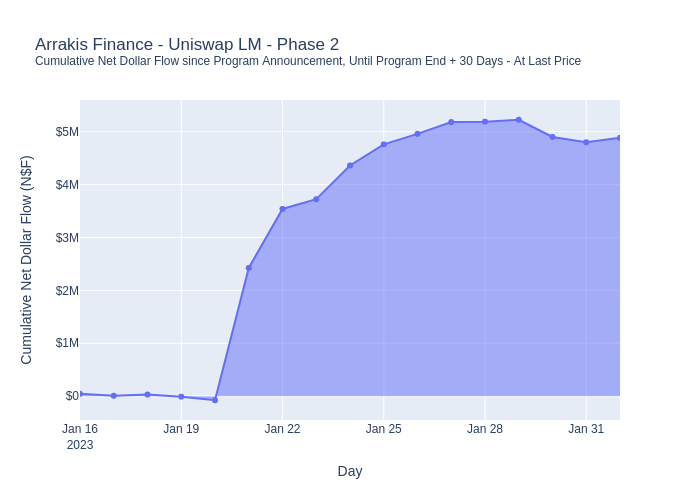 Arrakis Finance - Uniswap LM - Phase 2
Cumulative Net Dollar Flow since Program Announcement, Until Program End + 30 Days - At Last Price
Cumulative Net Dollar Flow (N$F)
$5M
$4M
$3M
$2M
$1M
$0
Jan 16
2023
Jan 19
Jan 22
Jan 25
Jan 28
Jan 31
Day